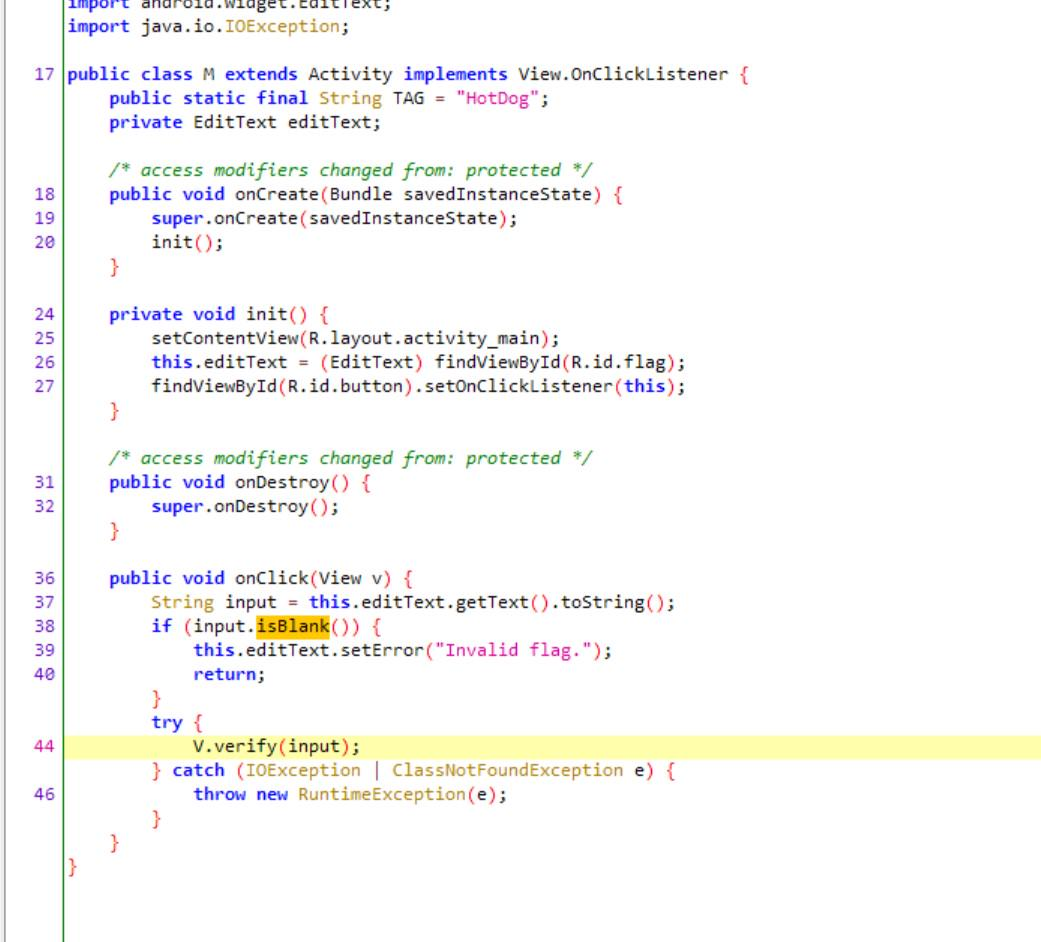 import android.widget.EditText;
import java.io.IOException;
17 public class M extends Activity implements View.OnClickListener {
public static final String TAG = "HotDog";
private EditText editText;
/* access modifiers changed from: protected */
18 public void onCreate(Bundle savedInstanceState) {
19 super.onCreate(savedInstanceState);
20 init();
}
24 private void init() {
25 setContentView(R.layout.activity_main);
26 this.editText = (EditText) findViewById(R.id.flag);
27 findViewById(R.id.button).setOnClickListener(this);
}
/* access modifiers changed from: protected */
31 public void onDestroy() {
32 super.onDestroy();
}
36 public void onClick(View v) {
37 String input = this.editText.getText().toString();
38 if (input.isBlank()) {
39 this.editText.setError("Invalid flag.");
40 return;
}
try {
44 V.verify(input);
} catch (IOException | ClassNotFoundException e) {
46 throw new RuntimeException(e);
}
}
}